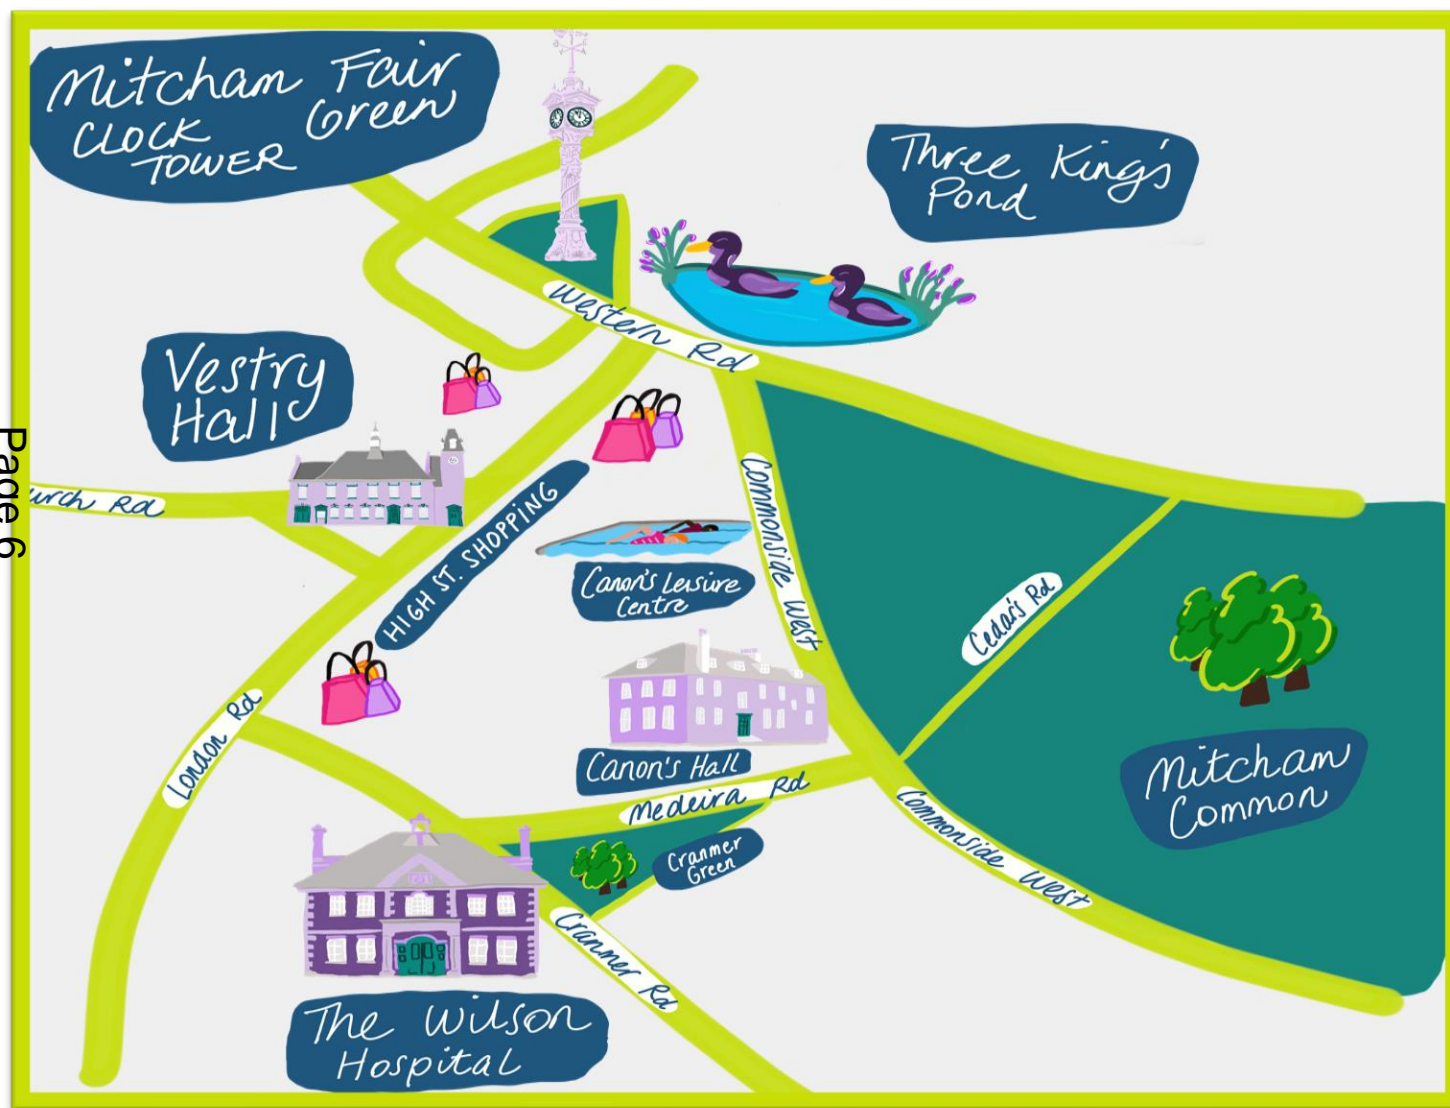 Mitcham Fair
CLOCK Green
TOWER
Three King's
Pond
Western Rd
Vestry
Hall
Page 6
urch Rd
HIGH ST. SHOPPING
Commonside West
Canon's Leisure
Centre
Cedar's Rd
London Rd
Canon's Hall
Medeira Rd
Mitcham
Common
Cranmer
Green
Commonside West
Cranmer Rd
The Wilson
Hospital